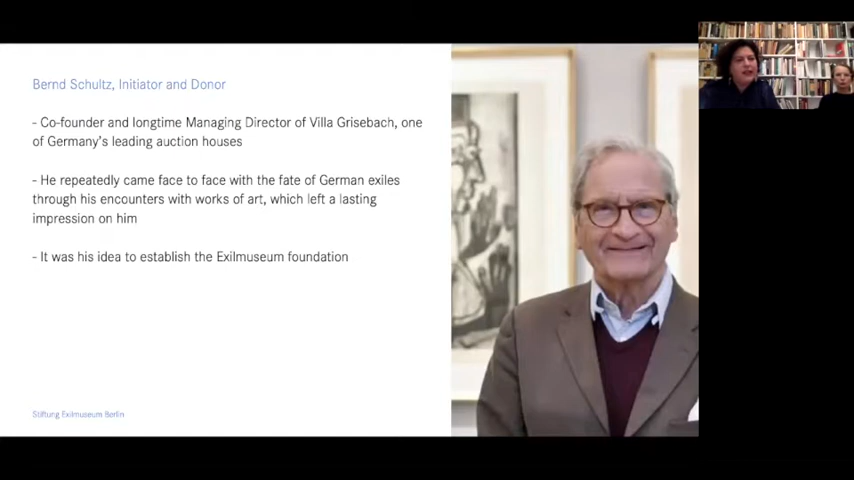 Bernd Schultz, Initiator and Donor
- Co-founder and longtime Managing Director of Villa Grisebach, one
of Germany's leading auction houses
- He repeatedly came face to face with the fate of German exiles
through his encounters with works of art, which left a lasting
impression on him
- It was his idea to establish the Exilmuseum foundation
Stiftung Exilmuseum Berlin